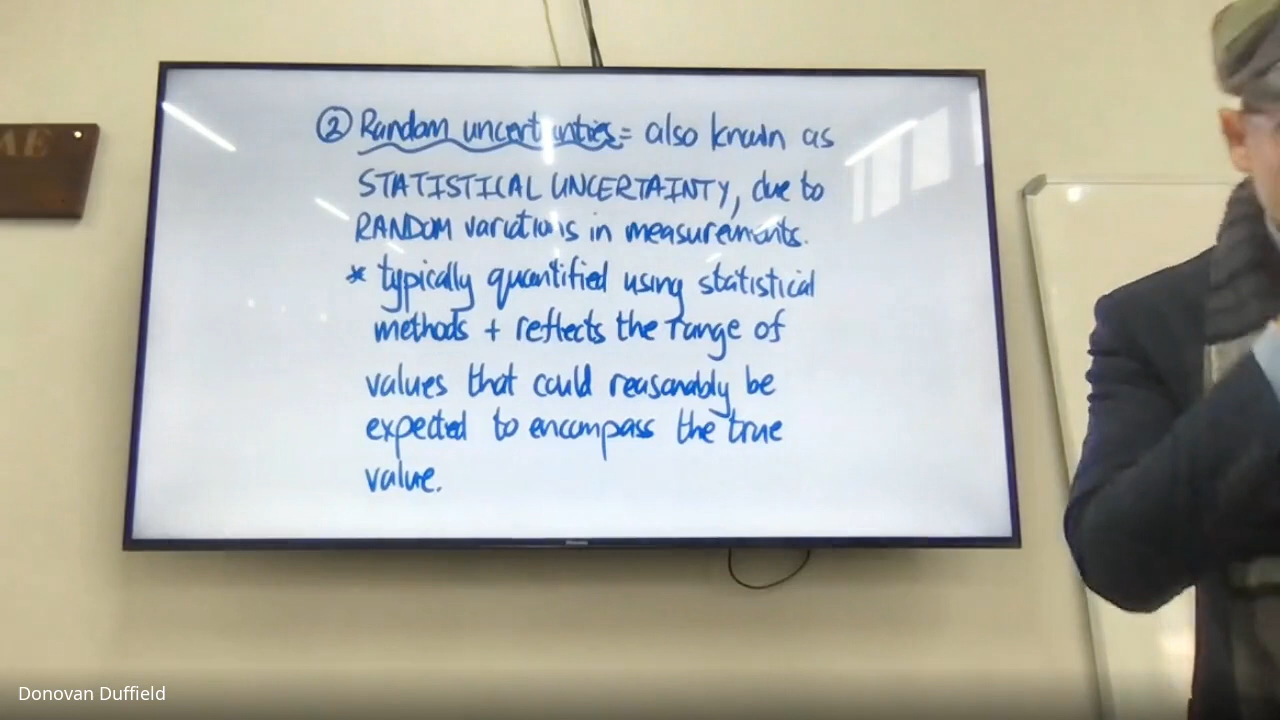 ② Random uncertainties = also known as
STATISTICAL UNCERTAINTY, due to
RANDOM variations in measurements.
* typically quantified using statistical
methods + reflects the range of
values that could reasonably be
expected to encompass the true
value.
AE
Donovan Duffield